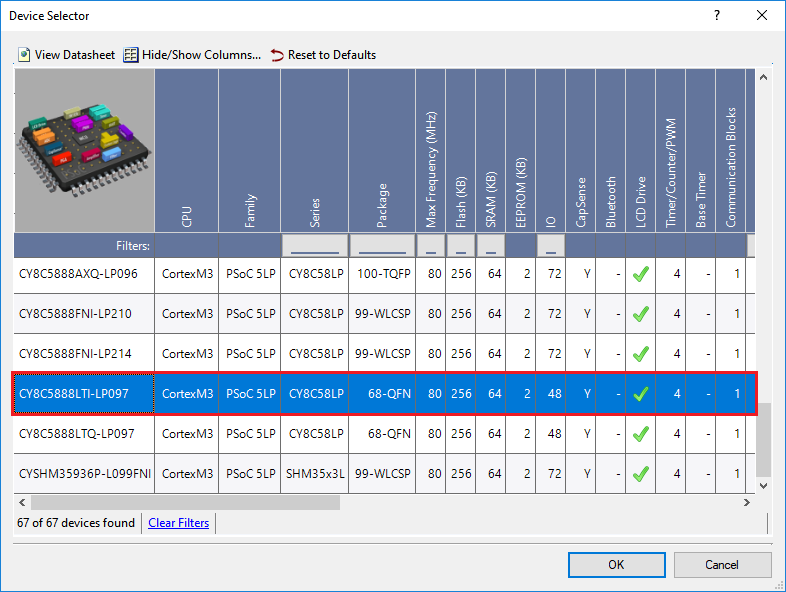 Device Selector
View Datasheet Hide/Show Columns... Reset to Defaults
CPU Family Series Package Max Frequency (MHz) Flash (KB) SRAM (KB) EEPROM (KB) IO CapSense Bluetooth LCD Drive Timer/Counter/PWM Base Timer Communication Blocks
Filters:
CY8C5888AXQ-LP096 CortexM3 PSoC 5LP CY8C58LP 100-TQFP 80 256 64 2 72 Y - 4 - 1
CY8C5888FNI-LP210 CortexM3 PSoC 5LP CY8C58LP 99-WLCSP 80 256 64 2 72 Y - 4 - 1
CY8C5888FNI-LP214 CortexM3 PSoC 5LP CY8C58LP 99-WLCSP 80 256 64 2 72 Y - 4 - 1
CY8C5888LTI-LP097 CortexM3 PSoC 5LP CY8C58LP 68-QFN 80 256 64 2 48 Y - 4 - 1
CY8C5888LTQ-LP097 CortexM3 PSoC 5LP CY8C58LP 68-QFN 80 256 64 2 48 Y - 4 - 1
CYSHM35936P-L099FNI CortexM3 PSoC 5LP SHM35x3L 99-WLCSP 80 256 64 2 72 Y - 4 - 1
67 of 67 devices found Clear Filters
OK Cancel